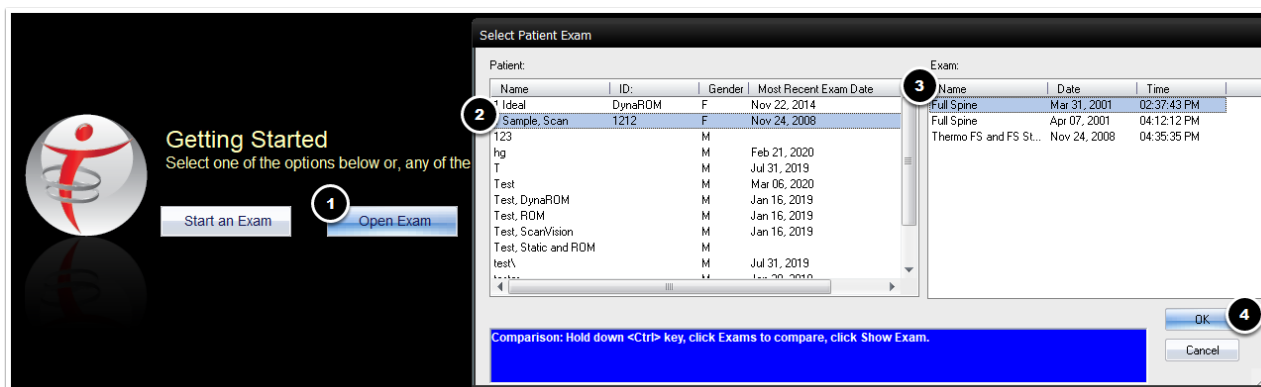 Select Patient Exam
Getting Started
Select one of the options below or, any of the
1
Start an Exam
Open Exam
Patient:
Name ID: Gender Most Recent Exam Date
2
Ideal DynaROM F Nov 22, 2014
Sample, Scan 1212 F Nov 24, 2008
123 M
hg M Feb 21, 2020
T M Jul 31, 2019
Test M Mar 06, 2020
Test, DynaROM M Jan 16, 2019
Test, ROM M Jan 16, 2019
Test, ScanVision M Jan 16, 2019
Test, Static and ROM M
test\ M Jul 31, 2019
Exam:
3
Name Date Time
Full Spine Mar 31, 2001 02:37:43 PM
Full Spine Apr 07, 2001 04:12:12 PM
Thermo FS and FS St... Nov 24, 2008 04:35:35 PM
Comparison: Hold down <Ctrl> key, click Exams to compare, click Show Exam.
OK
4
Cancel